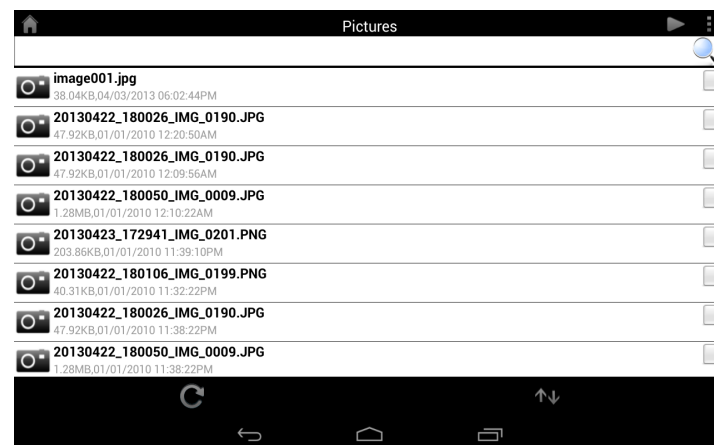 Pictures
image001.jpg
38.04KB,04/03/2013 06:02:44PM
20130422_180026_IMG_0190.JPG
47.92KB,01/01/2010 12:20:50AM
20130422_180026_IMG_0190.JPG
47.92KB,01/01/2010 12:09:56AM
20130422_180050_IMG_0009.JPG
1.28MB,01/01/2010 12:10:22AM
20130423_172941_IMG_0201.PNG
203.86KB,01/01/2010 11:39:10PM
20130422_180106_IMG_0199.PNG
40.31KB,01/01/2010 11:32:22PM
20130422_180026_IMG_0190.JPG
47.92KB,01/01/2010 11:38:22PM
20130422_180050_IMG_0009.JPG
1.28MB,01/01/2010 11:38:22PM